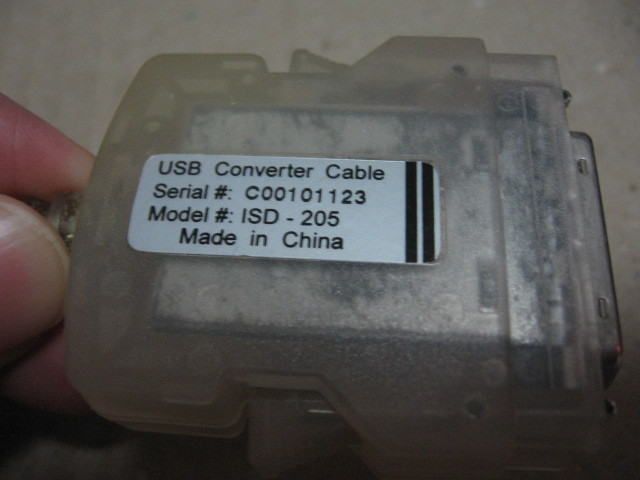 USB Converter Cable
Serial #: C00101123
Model #: ISD - 205
Made in China